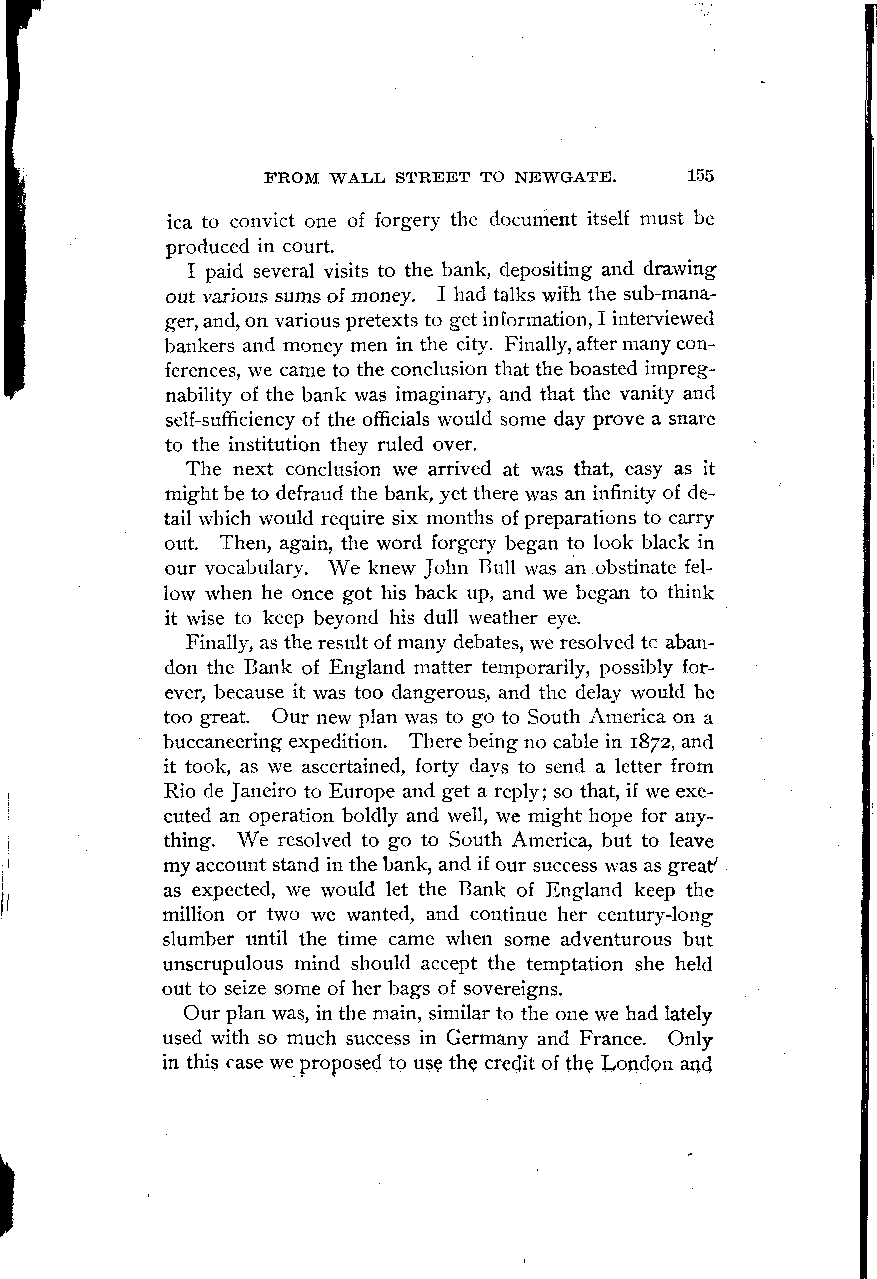 FROM WALL STREET TO NEWGATE. 155
ica to convict one of forgery the document itself must be
produced in court.
I paid several visits to the bank, depositing and drawing
out various sums of money. I had talks with the sub-mana-
ger, and, on various pretexts to get information, I interviewed
bankers and money men in the city. Finally, after many con-
ferences, we came to the conclusion that the boasted impreg-
nability of the bank was imaginary, and that the vanity and
self-sufficiency of the officials would some day prove a snare
to the institution they ruled over.
The next conclusion we arrived at was that, easy as it
might be to defraud the bank, yet there was an infinity of de-
tail which would require six months of preparations to carry
out. Then, again, the word forgery began to look black in
our vocabulary. We knew John Bull was an obstinate fel-
low when he once got his back up, and we began to think
it wise to keep beyond his dull weather eye.
Finally, as the result of many debates, we resolved to aban-
don the Bank of England matter temporarily, possibly for-
ever, because it was too dangerous, and the delay would be
too great. Our new plan was to go to South America on a
buccaneering expedition. There being no cable in 1872, and
it took, as we ascertained, forty days to send a letter from
Rio de Janeiro to Europe and get a reply; so that, if we exe-
cuted an operation boldly and well, we might hope for any-
thing. We resolved to go to South America, but to leave
my account stand in the bank, and if our success was as great
as expected, we would let the Bank of England keep the
million or two we wanted, and continue her century-long
slumber until the time came when some adventurous but
unscrupulous mind should accept the temptation she held
out to seize some of her bags of sovereigns.
Our plan was, in the main, similar to the one we had lately
used with so much success in Germany and France. Only
in this case we proposed to use the credit of the London and